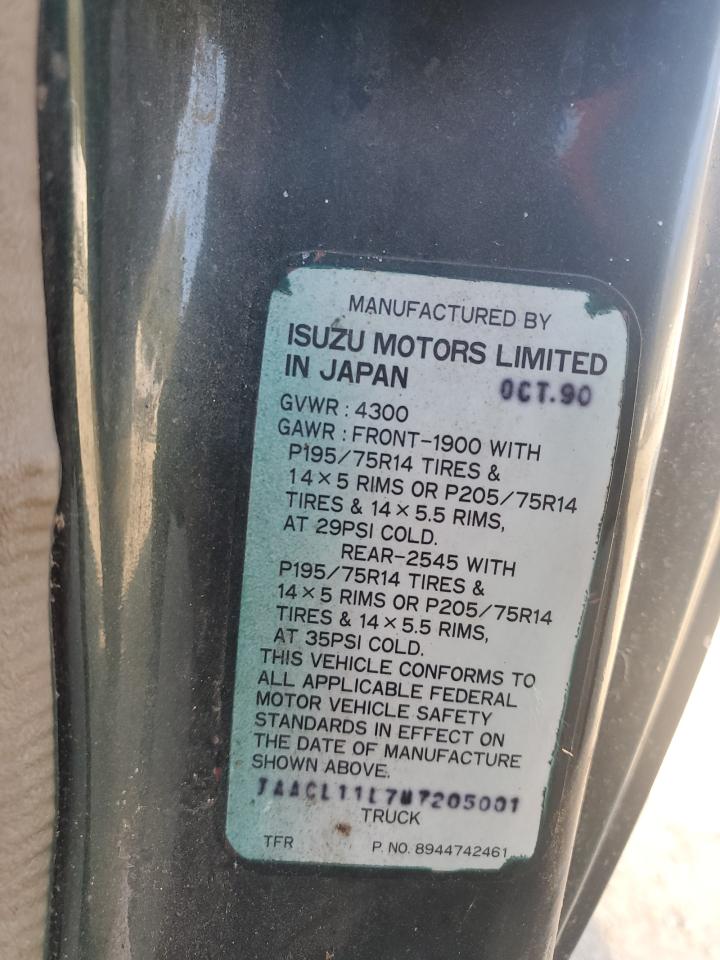 MANUFACTURED BY
ISUZU MOTORS LIMITED
IN JAPAN OCT.90
GVWR : 4300
GAWR : FRONT-1900 WITH
P195/75R14 TIRES &
14×5 RIMS OR P205/75R14
TIRES & 14×5.5 RIMS,
AT 29PSI COLD.
REAR-2545 WITH
P195/75R14 TIRES &
14×5 RIMS OR P205/75R14
TIRES & 14×5.5 RIMS,
AT 35PSI COLD.
THIS VEHICLE CONFORMS TO
ALL APPLICABLE FEDERAL
MOTOR VEHICLE SAFETY
STANDARDS IN EFFECT ON
THE DATE OF MANUFACTURE
SHOWN ABOVE.
JAACL11L7M7205001
TRUCK
TFR P. NO. 8944742461